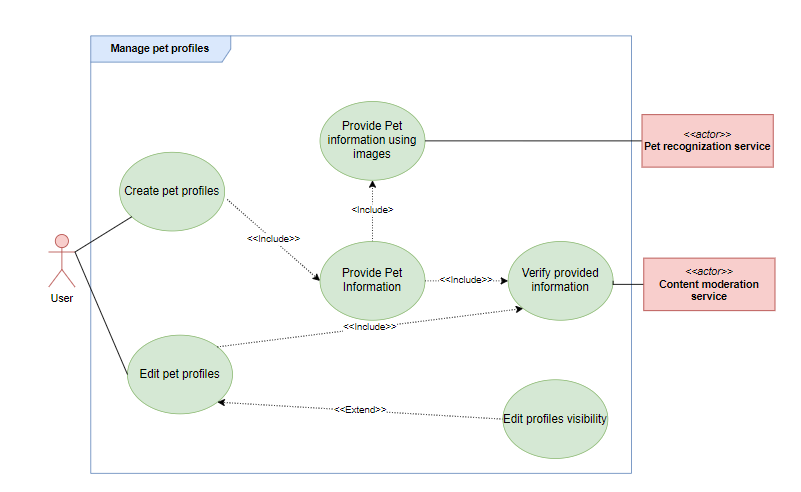 Manage pet profiles
Provide Pet
information using
images
<<actor>>
Pet recognization service
Create pet profiles
<Include>
<<Include>>
User
Provide Pet
Information
<<Include>>
Verify provided
information
<<actor>>
Content moderation
service
<<Include>>
Edit pet profiles
<<Extend>>
Edit profiles visibility